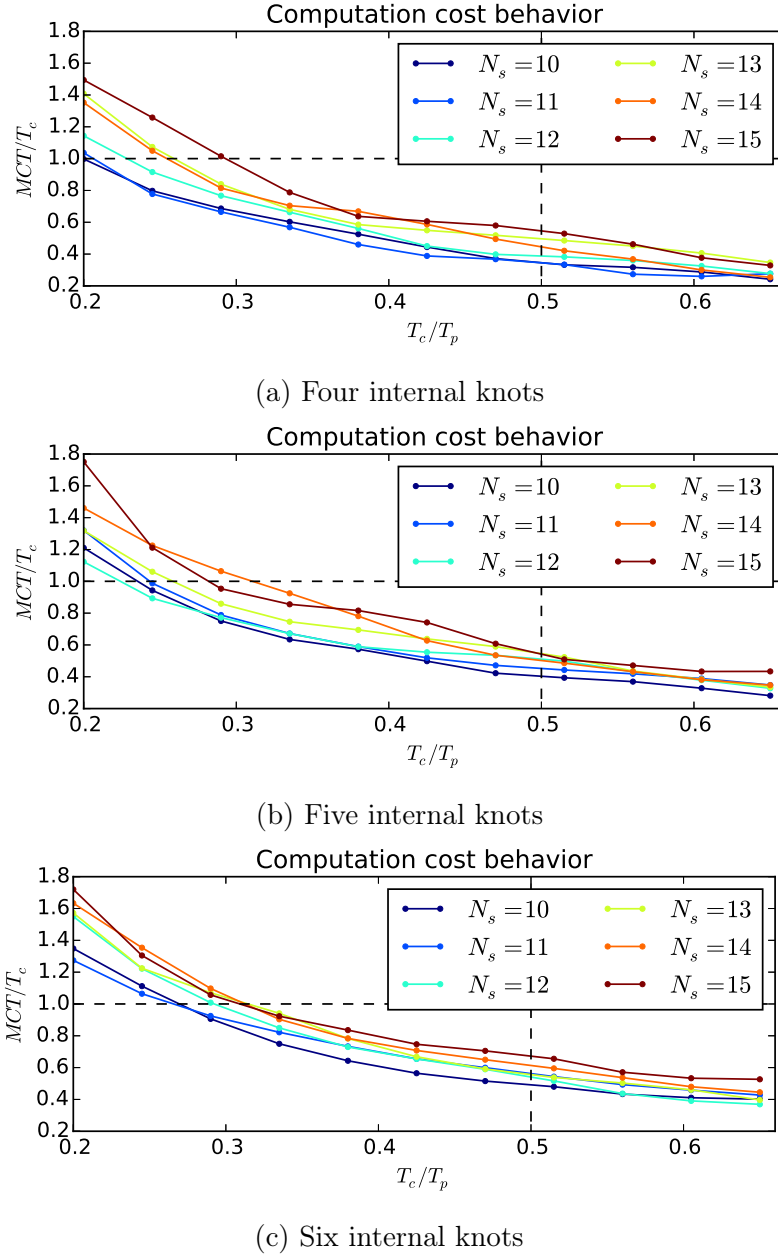 Computation cost behavior
1.8
1.6
1.4
1.2
1.0
0.8
0.6
0.4
0.2
MCT/T_c
N_s = 10
N_s = 11
N_s = 12
N_s = 13
N_s = 14
N_s = 15
0.2 0.3 0.4 0.5 0.6
T_c/T_p
(a) Four internal knots
Computation cost behavior
1.8
1.6
1.4
1.2
1.0
0.8
0.6
0.4
0.2
MCT/T_c
N_s = 10
N_s = 11
N_s = 12
N_s = 13
N_s = 14
N_s = 15
0.2 0.3 0.4 0.5 0.6
T_c/T_p
(b) Five internal knots
Computation cost behavior
1.8
1.6
1.4
1.2
1.0
0.8
0.6
0.4
0.2
MCT/T_c
N_s = 10
N_s = 11
N_s = 12
N_s = 13
N_s = 14
N_s = 15
0.2 0.3 0.4 0.5 0.6
T_c/T_p
(c) Six internal knots